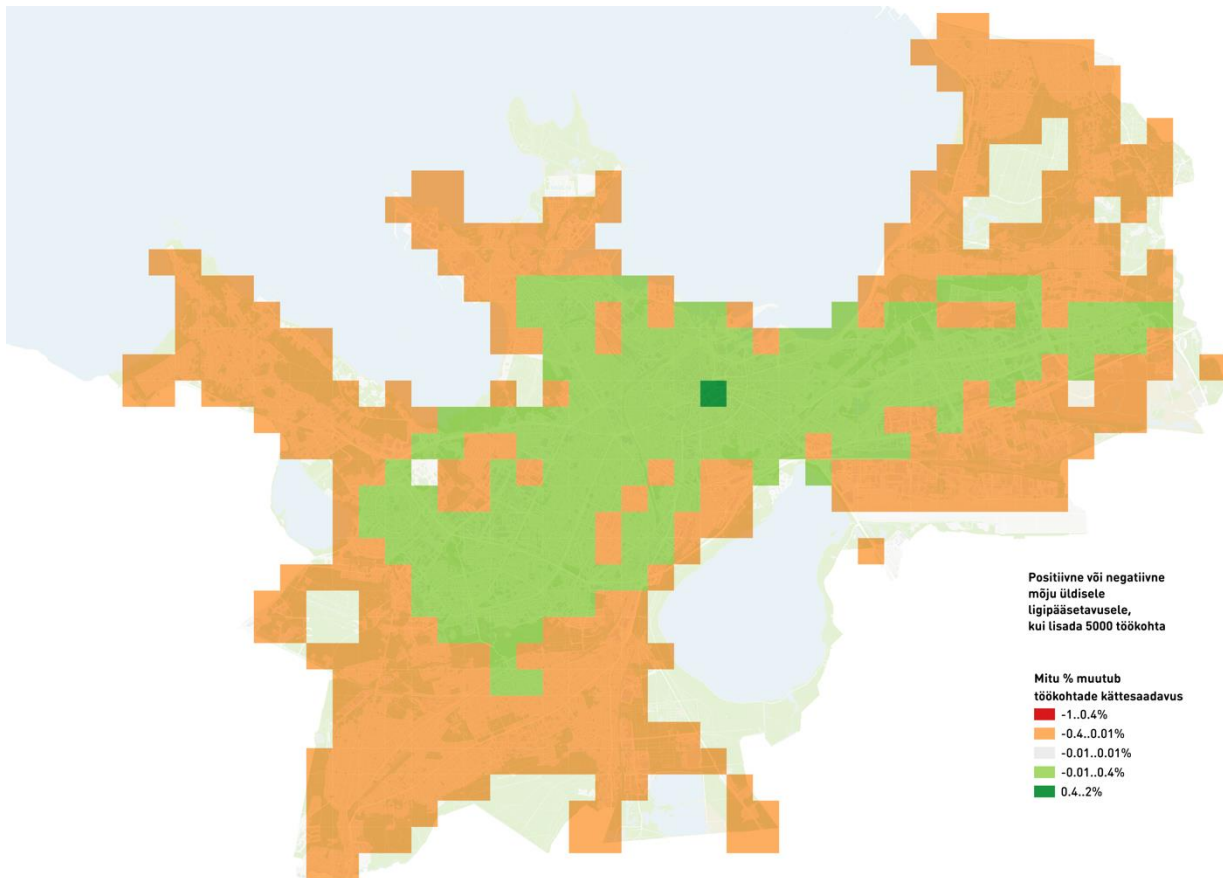 Positiivne või negatiivne
mõju üldisele
ligipääsetavusele,
kui lisada 5000 töökohta
Mitu % muutub
töökohtade kättesaadavus
-1..0.4%
-0.4..0.01%
-0.01..0.01%
-0.01..0.4%
0.4..2%